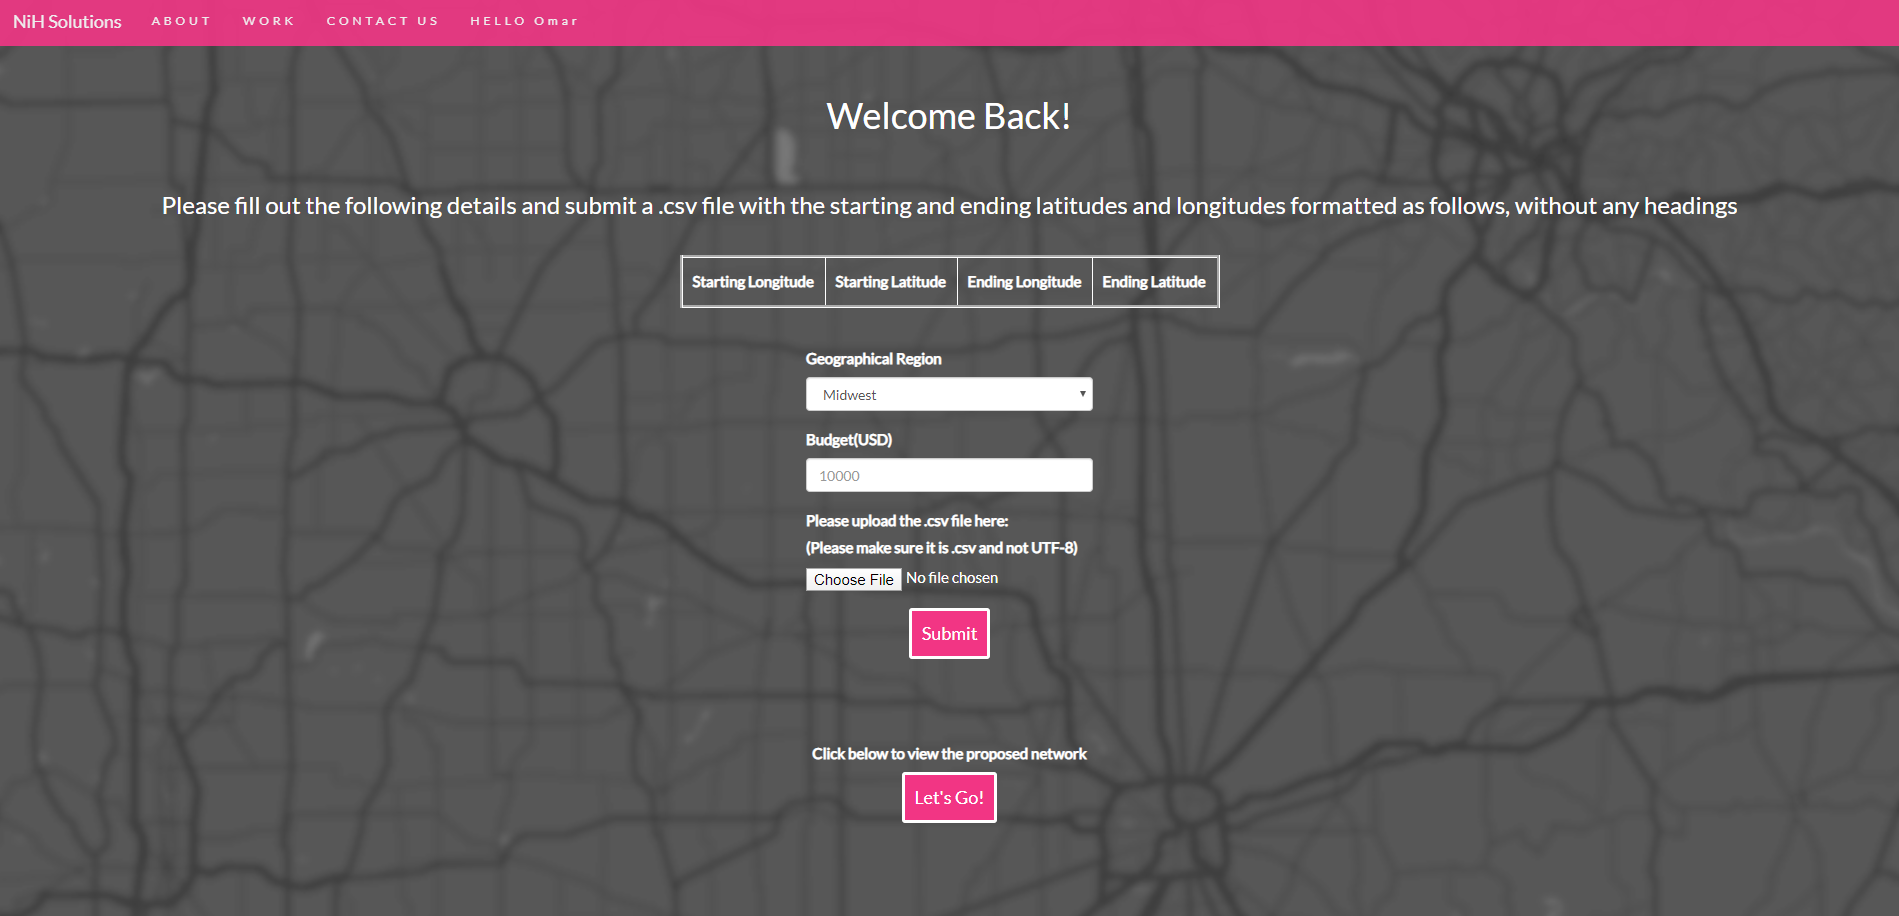 NiH Solutions ABOUT WORK CONTACT US HELLO Omar
Welcome Back!
Please fill out the following details and submit a .csv file with the starting and ending latitudes and longitudes formatted as follows, without any headings
Starting Longitude Starting Latitude Ending Longitude Ending Latitude
Geographical Region
Midwest
Budget(USD)
10000
Please upload the .csv file here:
(Please make sure it is .csv and not UTF-8)
Choose File No file chosen
Submit
Click below to view the proposed network
Let's Go!